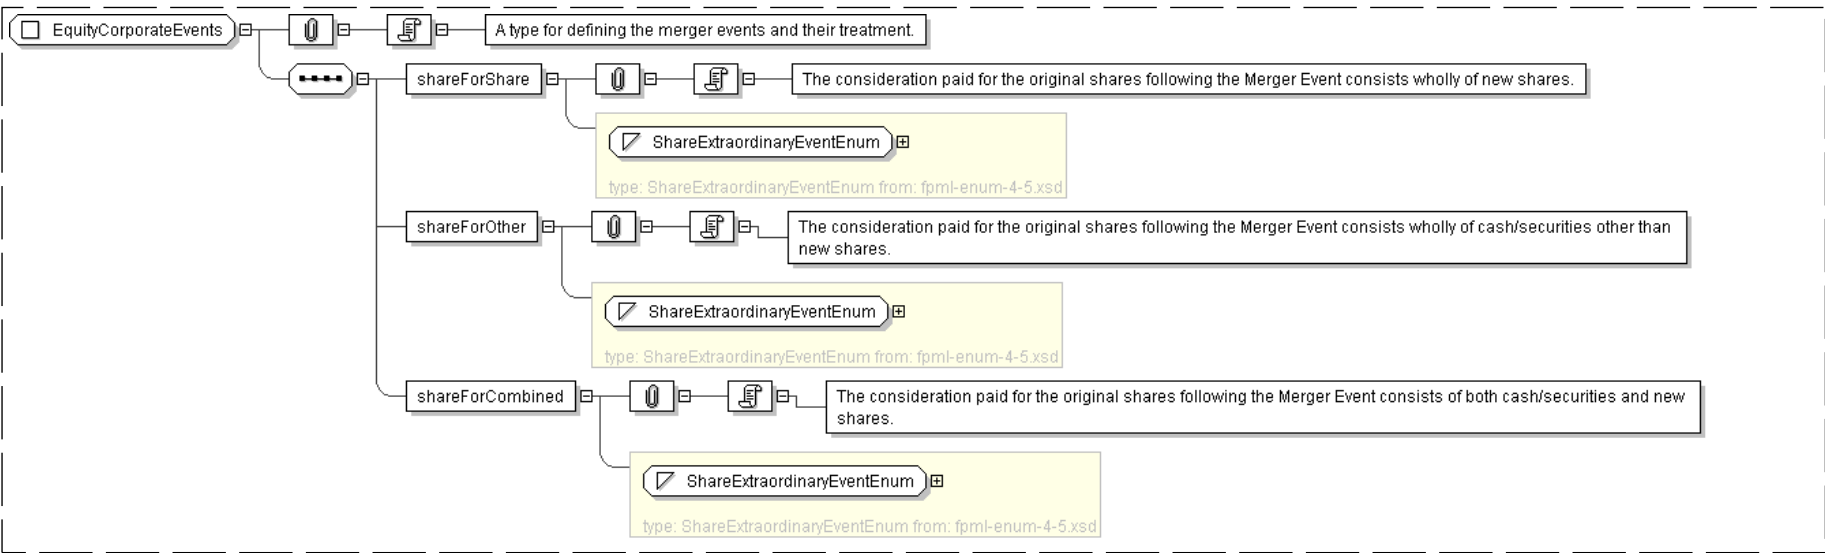 EquityCorporateEvents
A type for defining the merger events and their treatment.
shareForShare
The consideration paid for the original shares following the Merger Event consists wholly of new shares.
ShareExtraordinaryEventEnum
type: ShareExtraordinaryEventEnum from: fpml-enum-4-5.xsd
shareForOther
The consideration paid for the original shares following the Merger Event consists wholly of cash/securities other than
new shares.
ShareExtraordinaryEventEnum
type: ShareExtraordinaryEventEnum from: fpml-enum-4-5.xsd
shareForCombined
The consideration paid for the original shares following the Merger Event consists of both cash/securities and new
shares.
ShareExtraordinaryEventEnum
type: ShareExtraordinaryEventEnum from: fpml-enum-4-5.xsd